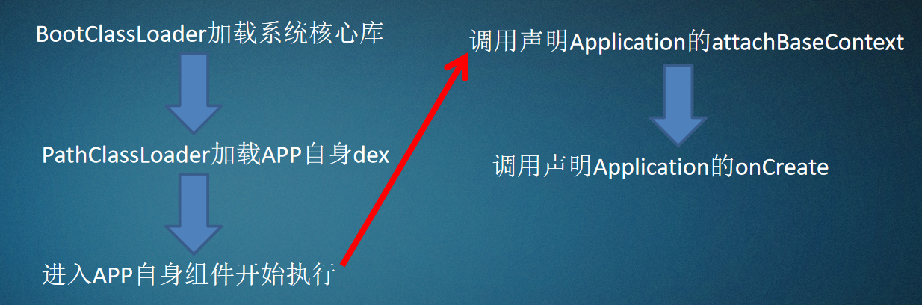 BootClassLoader加载系统核心库
PathClassLoader加载APP自身dex
进入APP自身组件开始执行
调用声明Application的attachBaseContext
调用声明Application的onCreate